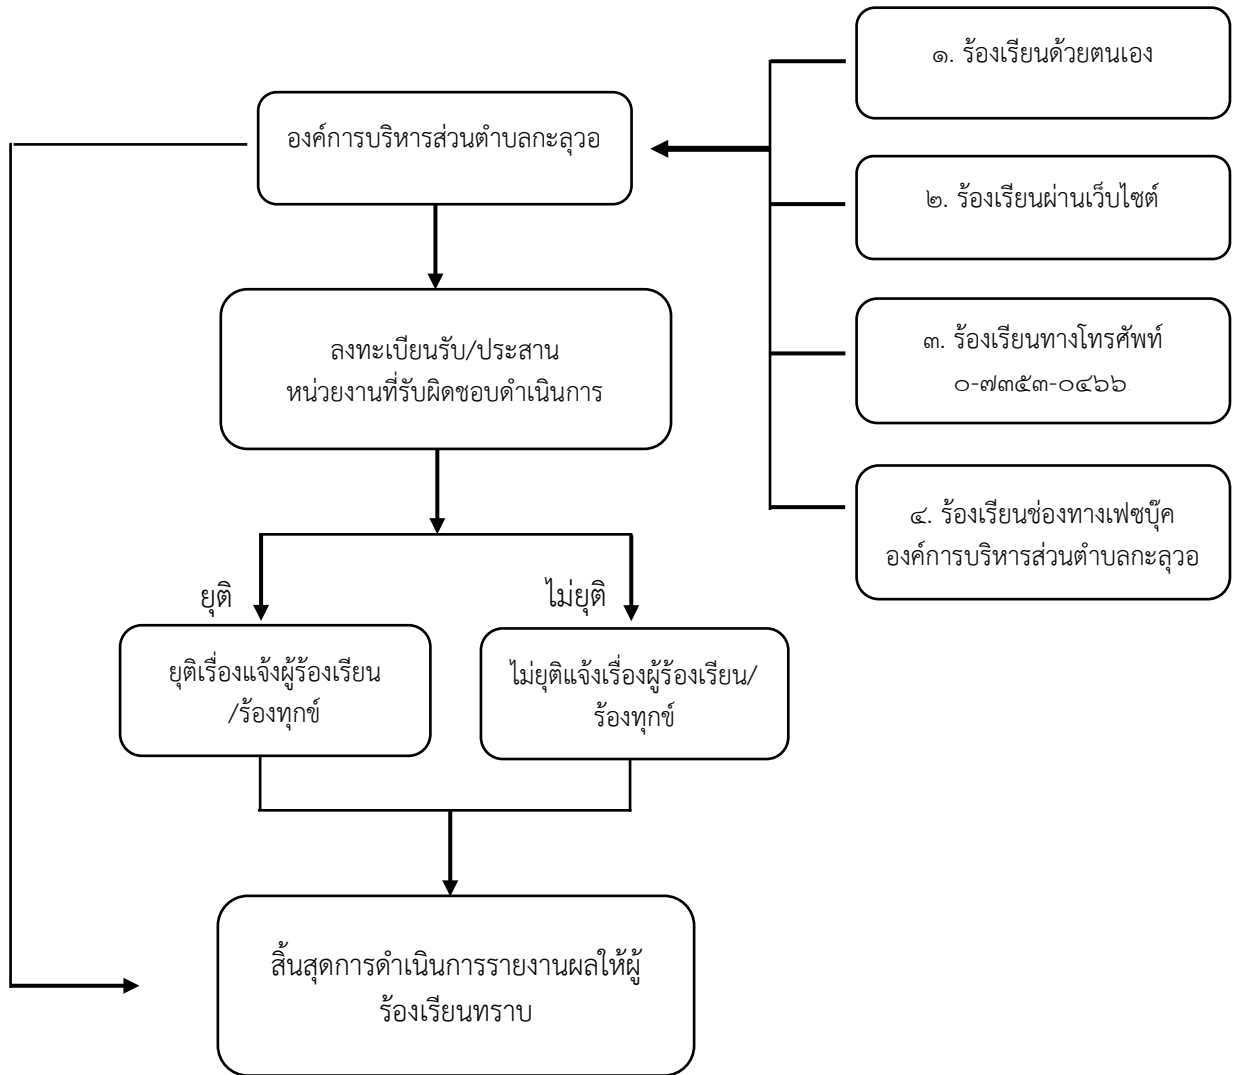 ๑. ร้องเรียนด้วยตนเอง
องค์การบริหารส่วนตำบลกะลุวอ
๒. ร้องเรียนผ่านเว็บไซต์
๓. ร้องเรียนทางโทรศัพท์
๐-๗๓๕๓-๐๔๖๖
ลงทะเบียนรับ/ประสาน
หน่วยงานที่รับผิดชอบดำเนินการ
๔. ร้องเรียนช่องทางเฟซบุ๊ค
องค์การบริหารส่วนตำบลกะลุวอ
ยุติ
ไม่ยุติ
ยุติเรื่องแจ้งผู้ร้องเรียน
/ร้องทุกข์
ไม่ยุติแจ้งเรื่องผู้ร้องเรียน/
ร้องทุกข์
สิ้นสุดการดำเนินการรายงานผลให้ผู้
ร้องเรียนทราบ